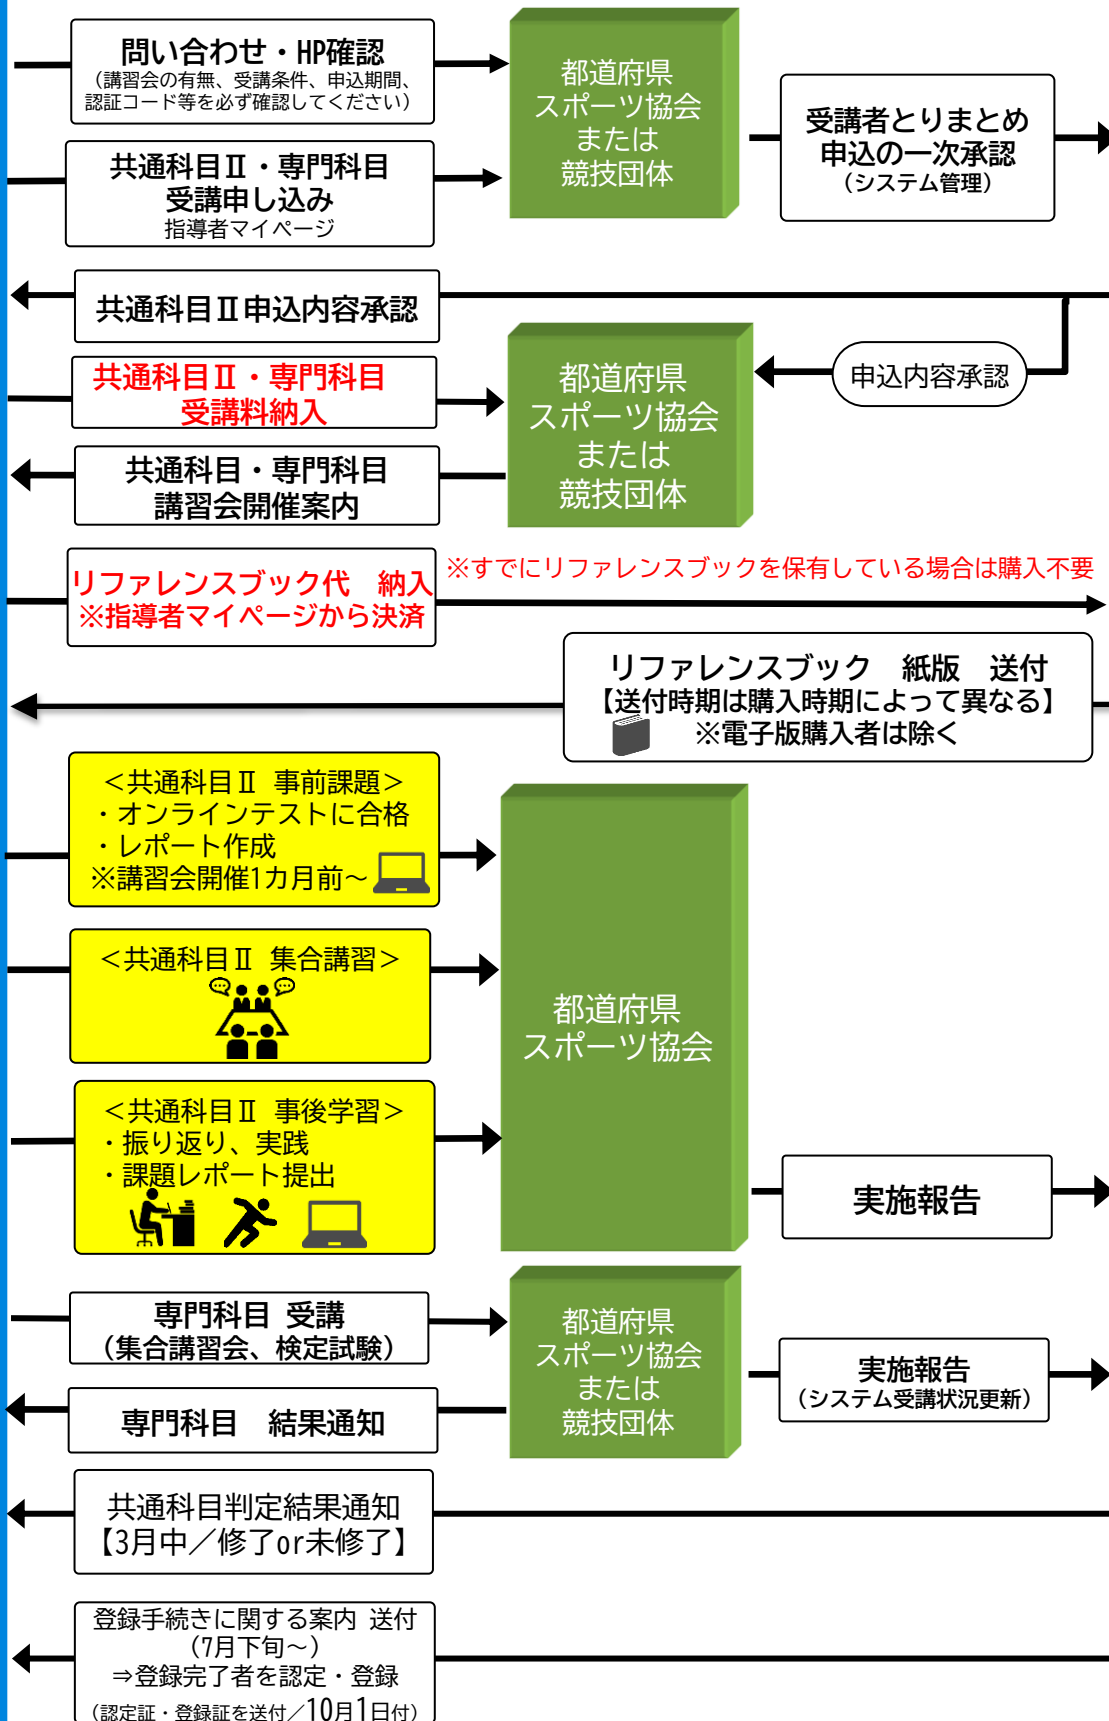 問い合わせ・HP確認
（講習会の有無、受講条件、申込期間、
認証コード等を必ず確認してください）
都道府県
スポーツ協会
または
競技団体
受講者とりまとめ
申込の一次承認
（システム管理）
共通科目Ⅱ・専門科目
受講申し込み
指導者マイページ
共通科目Ⅱ申込内容承認
申込内容承認
共通科目Ⅱ・専門科目
受講料納入
都道府県
スポーツ協会
または
競技団体
共通科目・専門科目
講習会開催案内
リファレンスブック代　納入
※指導者マイページから決済
※すでにリファレンスブックを保有している場合は購入不要
リファレンスブック　紙版　送付
【送付時期は購入時期によって異なる】
※電子版購入者は除く
＜共通科目Ⅱ 事前課題＞
・オンラインテストに合格
・レポート作成
※講習会開催1カ月前～
＜共通科目Ⅱ 集合講習＞
都道府県
スポーツ協会
＜共通科目Ⅱ 事後学習＞
・振り返り、実践
・課題レポート提出
実施報告
専門科目 受講
（集合講習会、検定試験）
都道府県
スポーツ協会
または
競技団体
実施報告
（システム受講状況更新）
専門科目　結果通知
共通科目判定結果通知
【3月中／修了or未修了】
登録手続きに関する案内 送付
（7月下旬～）
⇒登録完了者を認定・登録
（認定証・登録証を送付／10月1日付）